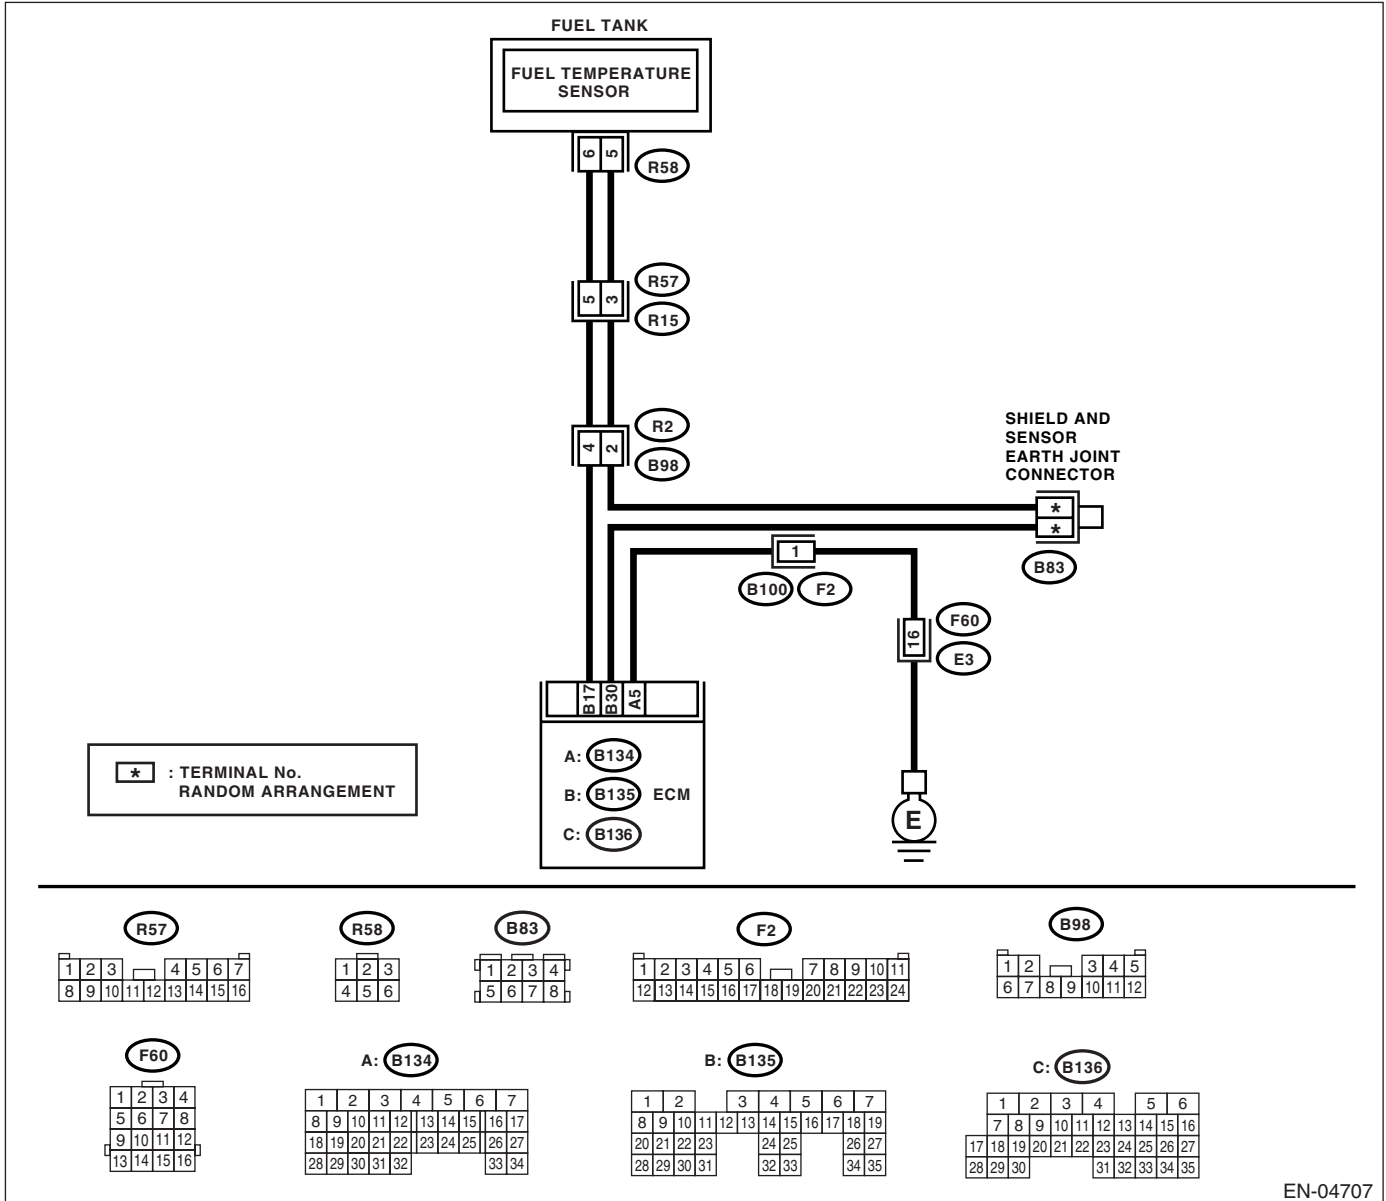 FUEL TANK
FUEL TEMPERATURE
SENSOR
6 5
R58
5 3
R57
R15
4 2
R2
B98
SHIELD AND
SENSOR
EARTH JOINT
CONNECTOR
*
*
B83
1
B100 F2
16
F60
E3
E
B17 B30 A5
A: B134
B: B135 ECM
C: B136
* : TERMINAL No.
RANDOM ARRANGEMENT
R57
1 2 3 4 5 6 7
8 9 10 11 12 13 14 15 16
R58
1 2 3
4 5 6
B83
1 2 3 4
5 6 7 8
F2
1 2 3 4 5 6 7 8 9 10 11
12 13 14 15 16 17 18 19 20 21 22 23 24
B98
1 2 3 4 5
6 7 8 9 10 11 12
F60
1 2 3 4
5 6 7 8
9 10 11 12
13 14 15 16
A: B134
1 2 3 4 5 6 7
8 9 10 11 12 13 14 15 16 17
18 19 20 21 22 23 24 25 26 27
28 29 30 31 32 33 34
B: B135
1 2 3 4 5 6 7
8 9 10 11 12 13 14 15 16 17 18 19
20 21 22 23 24 25 26 27
28 29 30 31 32 33 34 35
C: B136
1 2 3 4 5 6
7 8 9 10 11 12 13 14 15 16
17 18 19 20 21 22 23 24 25 26 27
28 29 30 31 32 33 34 35
EN-04707